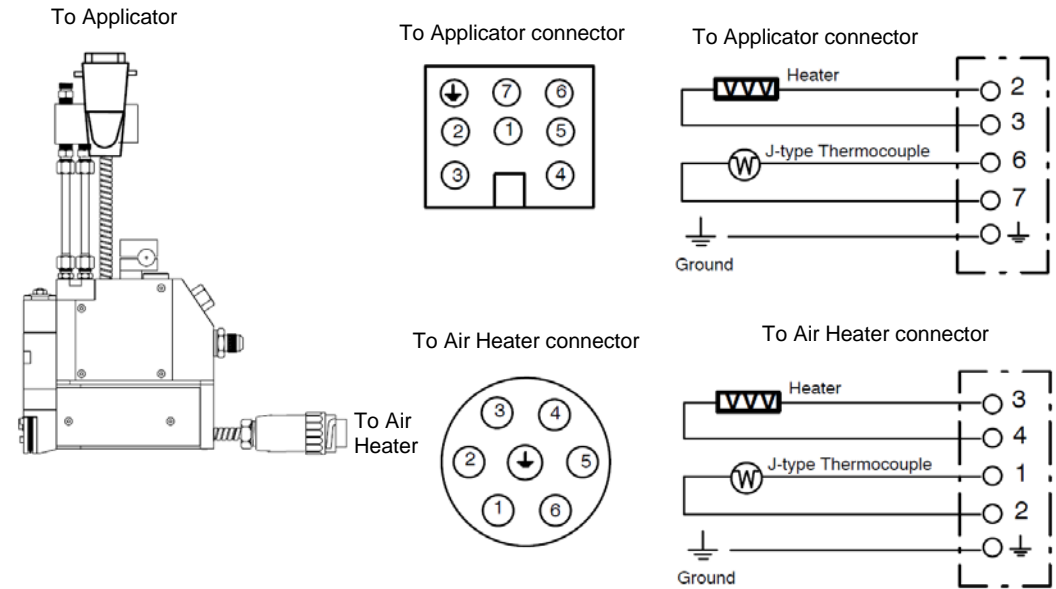 To Applicator
To Applicator connector
7 6
2 1 5
3 4
To Applicator connector
Heater
2
3
J-type Thermocouple
6
7
Ground
To Air
Heater
To Air Heater connector
3 4
2 5
1 6
To Air Heater connector
Heater
3
4
J-type Thermocouple
1
2
Ground